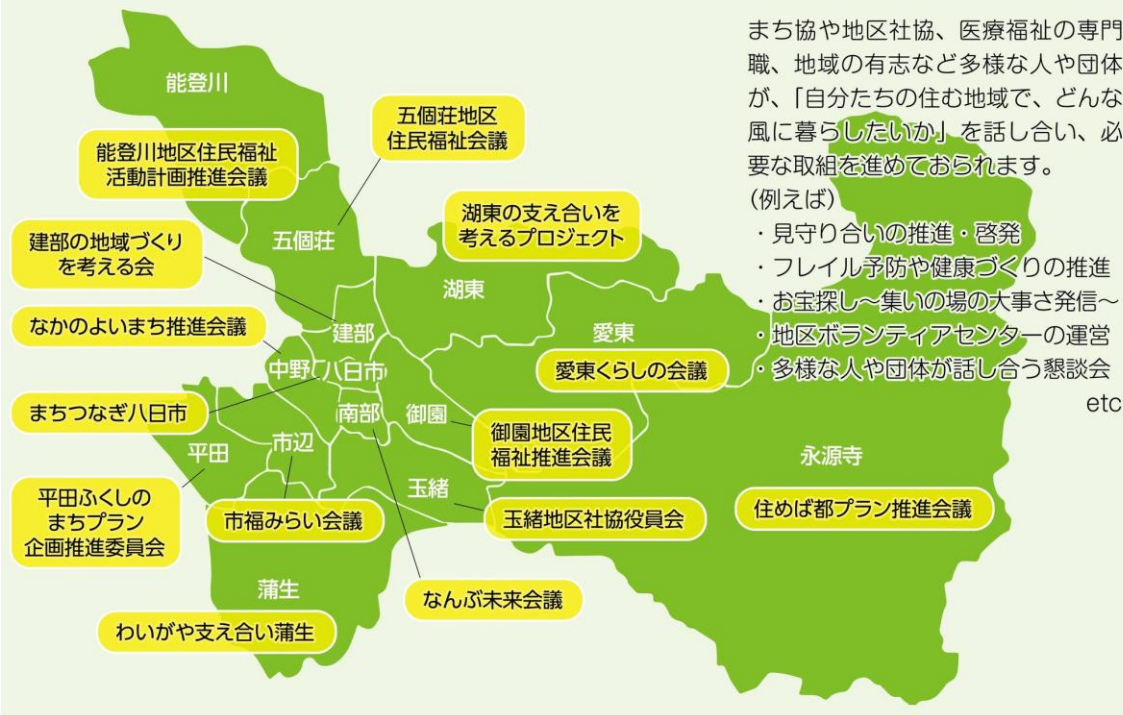 まち協や地区社協、医療福祉の専門
職、地域の有志など多様な人や団体
が、「自分たちの住む地域で、どんな
風に暮らしたいか」を話し合い、必
要な取組を進めておられます。
（例えば）
・見守り合いの推進・啓発
・フレイル予防や健康づくりの推進
・お宝探し～集いの場の大事さ発信～
・地区ボランティアセンターの運営
・多様な人や団体が話し合う懇談会
etc
能登川
能登川地区住民福祉
活動計画推進会議
五個荘地区
住民福祉会議
五個荘
建部の地域づくり
を考える会
湖東の支え合いを
考えるプロジェクト
湖東
建部
愛東
なかのよいまち推進会議
中野
八日市
愛東くらしの会議
まちつなぎ八日市
南部
御園
御園地区住民
福祉推進会議
平田
市辺
永源寺
玉緒
平田ふくしの
まちプラン
企画推進委員会
市福みらい会議
玉緒地区社協役員会
住めば都プラン推進会議
蒲生
なんぶ未来会議
わいがや支え合い蒲生